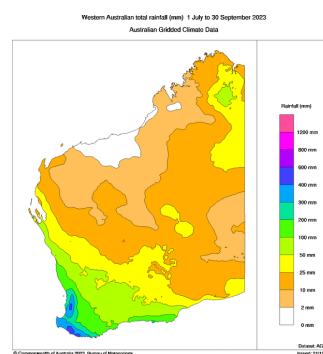 Western Australian total rainfall (mm) 1 July to 30 September 2023
Australian Gridded Climate Data
Rainfall (mm)
1200 mm
800 mm
600 mm
400 mm
300 mm
200 mm
100 mm
50 mm
25 mm
10 mm
2 mm
0 mm
Dataset: AG
© Commonwealth of Australia 2023, Bureau of Meteorology
Issued: